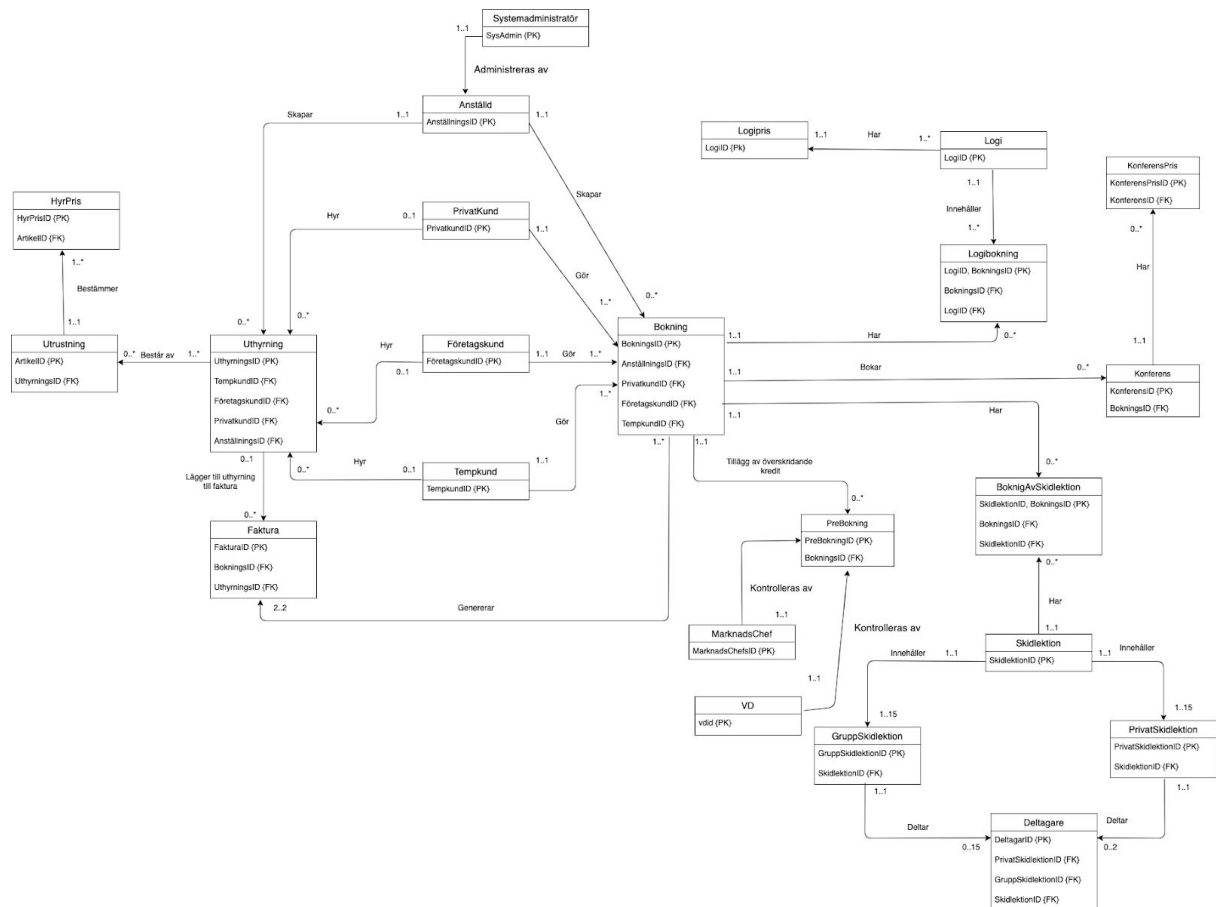 Systemadministratör
SysAdmin {PK}
1..1
Administreras av
Anställd
AnställningsID {PK}
1..1
1..1
Skapar
Skapar
0..*
0..*
Logipris
LogiID {Pk}
1..1
Har
1..*
Logi
LogiID {PK}
1..1
Innehåller
1..*
KonferensPris
KonferensPrisID {PK}
KonferensID {FK}
0..*
Har
1..1
HyrPris
HyrPrisID {PK}
ArtikelID {FK}
1..*
Bestämmer
1..1
PrivatKund
PrivatkundID {PK}
Hyr
0..1
0..*
1..1
Gör
1..*
Logibokning
LogiID, BokningsID {PK}
BokningsID {FK}
LogiID {FK}
Utrustning
ArtikelID {PK}
UthyrningsID {FK}
0..*
Består av
1..*
Uthyrning
UthyrningsID {PK}
TempkundID {FK}
FöretagskundID {FK}
PrivatkundID {FK}
AnställningsID {FK}
Hyr
0..1
0..*
Företagskund
FöretagskundID {PK}
1..1
Gör
1..*
Bokning
BokningsID {PK}
AnställningsID {FK}
PrivatkundID {FK}
FöretagskundID {FK}
TempkundID {FK}
1..1
Har
0..*
1..1
Bokar
0..*
Konferens
KonferensID {PK}
BokningsID {FK}
1..1
Har
0..*
0..*
Hyr
0..1
Tempkund
TempkundID {PK}
1..1
Gör
1..*
0..1
Lägger till uthyrning
till faktura
0..*
Faktura
FakturaID {PK}
BokningsID {FK}
UthyrningsID {FK}
2..2
Genererar
1..*
1..1
Tillägg av överskridande
kredit
0..*
PreBokning
PreBokningID {PK}
BokningsID {FK}
BoknigAvSkidlektion
SkidlektionID, BokningsID {PK}
BokningsID {FK}
SkidlektionID {FK}
0..*
Har
1..1
Kontrolleras av
1..1
MarknadsChef
MarknadsChefsID {PK}
Kontrolleras av
1..1
VD
vdid {PK}
Skidlektion
SkidlektionID {PK}
Innehåller
1..1
1..15
1..1
Innehåller
1..15
GruppSkidlektion
GruppSkidlektionID {PK}
SkidlektionID {FK}
1..1
Deltar
0..15
PrivatSkidlektion
PrivatSkidlektionID {PK}
SkidlektionID {FK}
1..1
Deltar
0..2
Deltagare
DeltagarID {PK}
PrivatSkidlektionID {FK}
GruppSkidlektionID {FK}
SkidlektionID {FK}